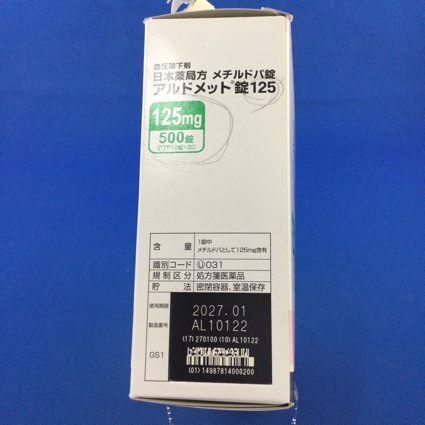 血圧降下剤
日本薬局方 メチルドパ錠
アルドメット®錠125
125mg
500錠
(PTP10錠×50)
含量 1錠中 メチルドパとして125mg含有
識別コード Ⓤ031
規制区分 処方箋医薬品
貯法 密閉容器、室温保存
使用期限 2027.01
製造番号 AL10122
(17) 270100 (10) AL10122
GS1
(01) 14987814000200